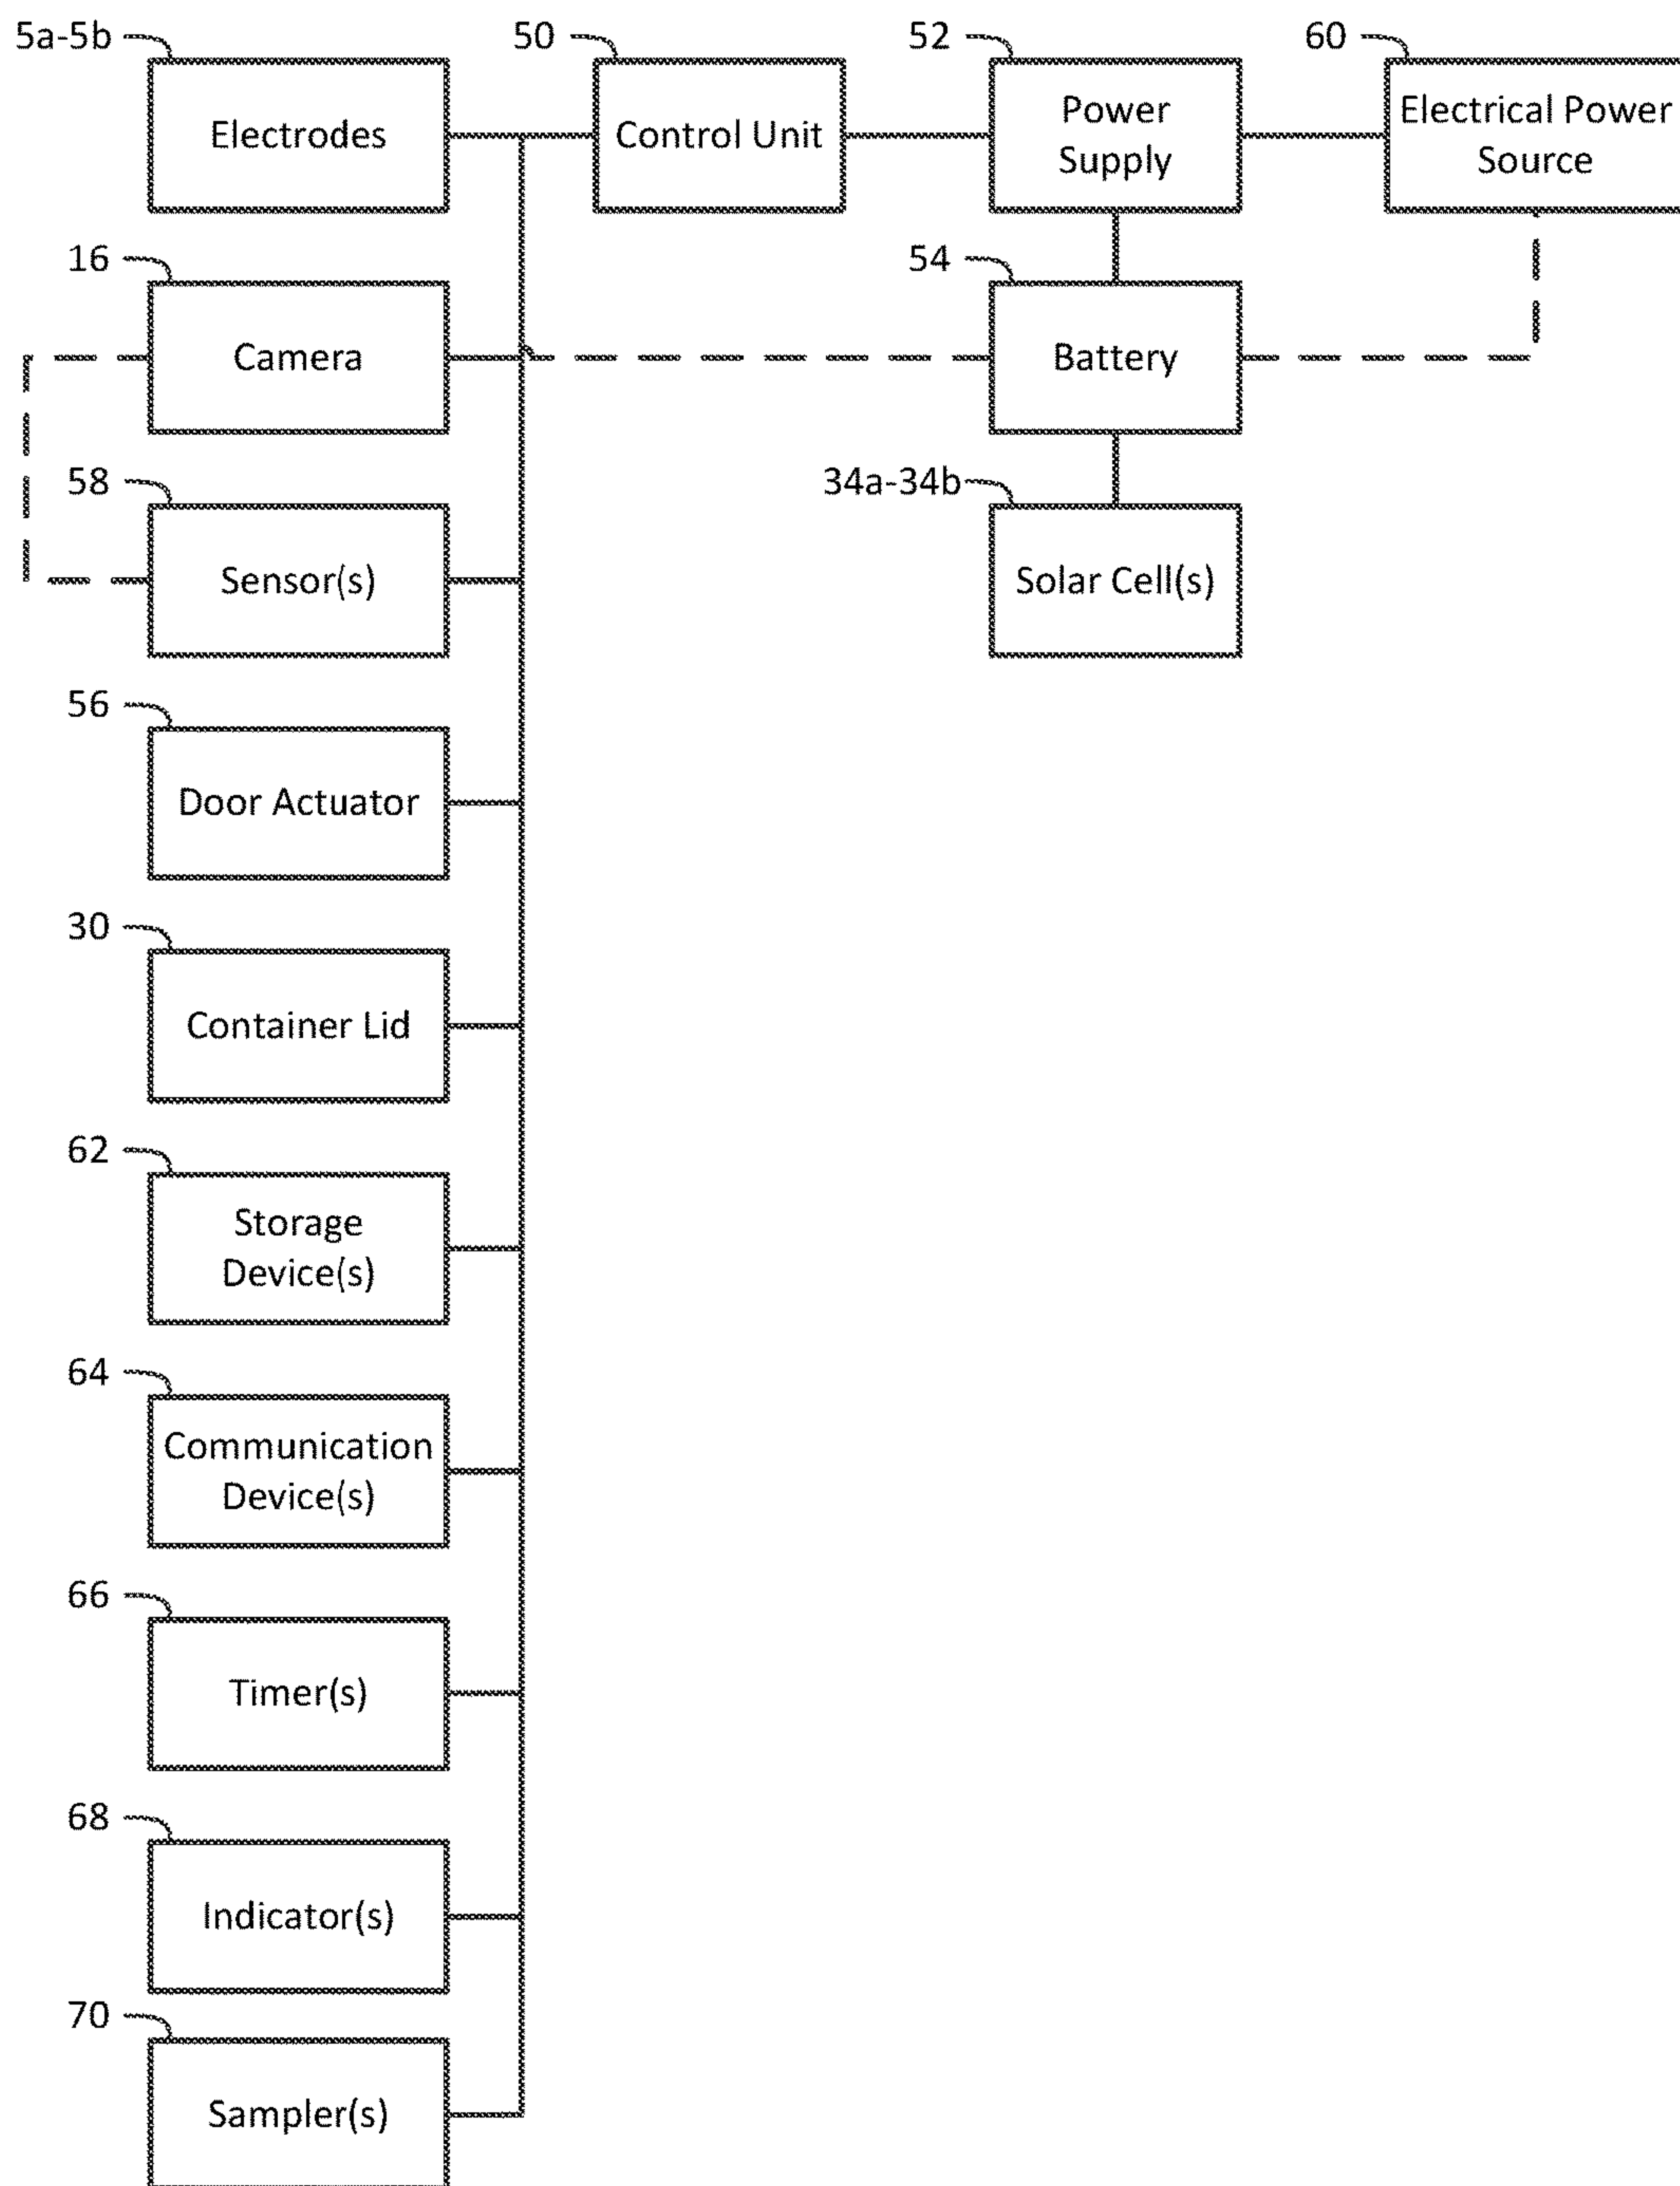 5a-5b
50
52
60
Electrodes
Control Unit
Power
Supply
Electrical Power
Source
16
54
Camera
Battery
58
34a-34b
Sensor(s)
Solar Cell(s)
56
Door Actuator
30
Container Lid
62
Storage
Device(s)
64
Communication
Device(s)
66
Timer(s)
68
Indicator(s)
70
Sampler(s)